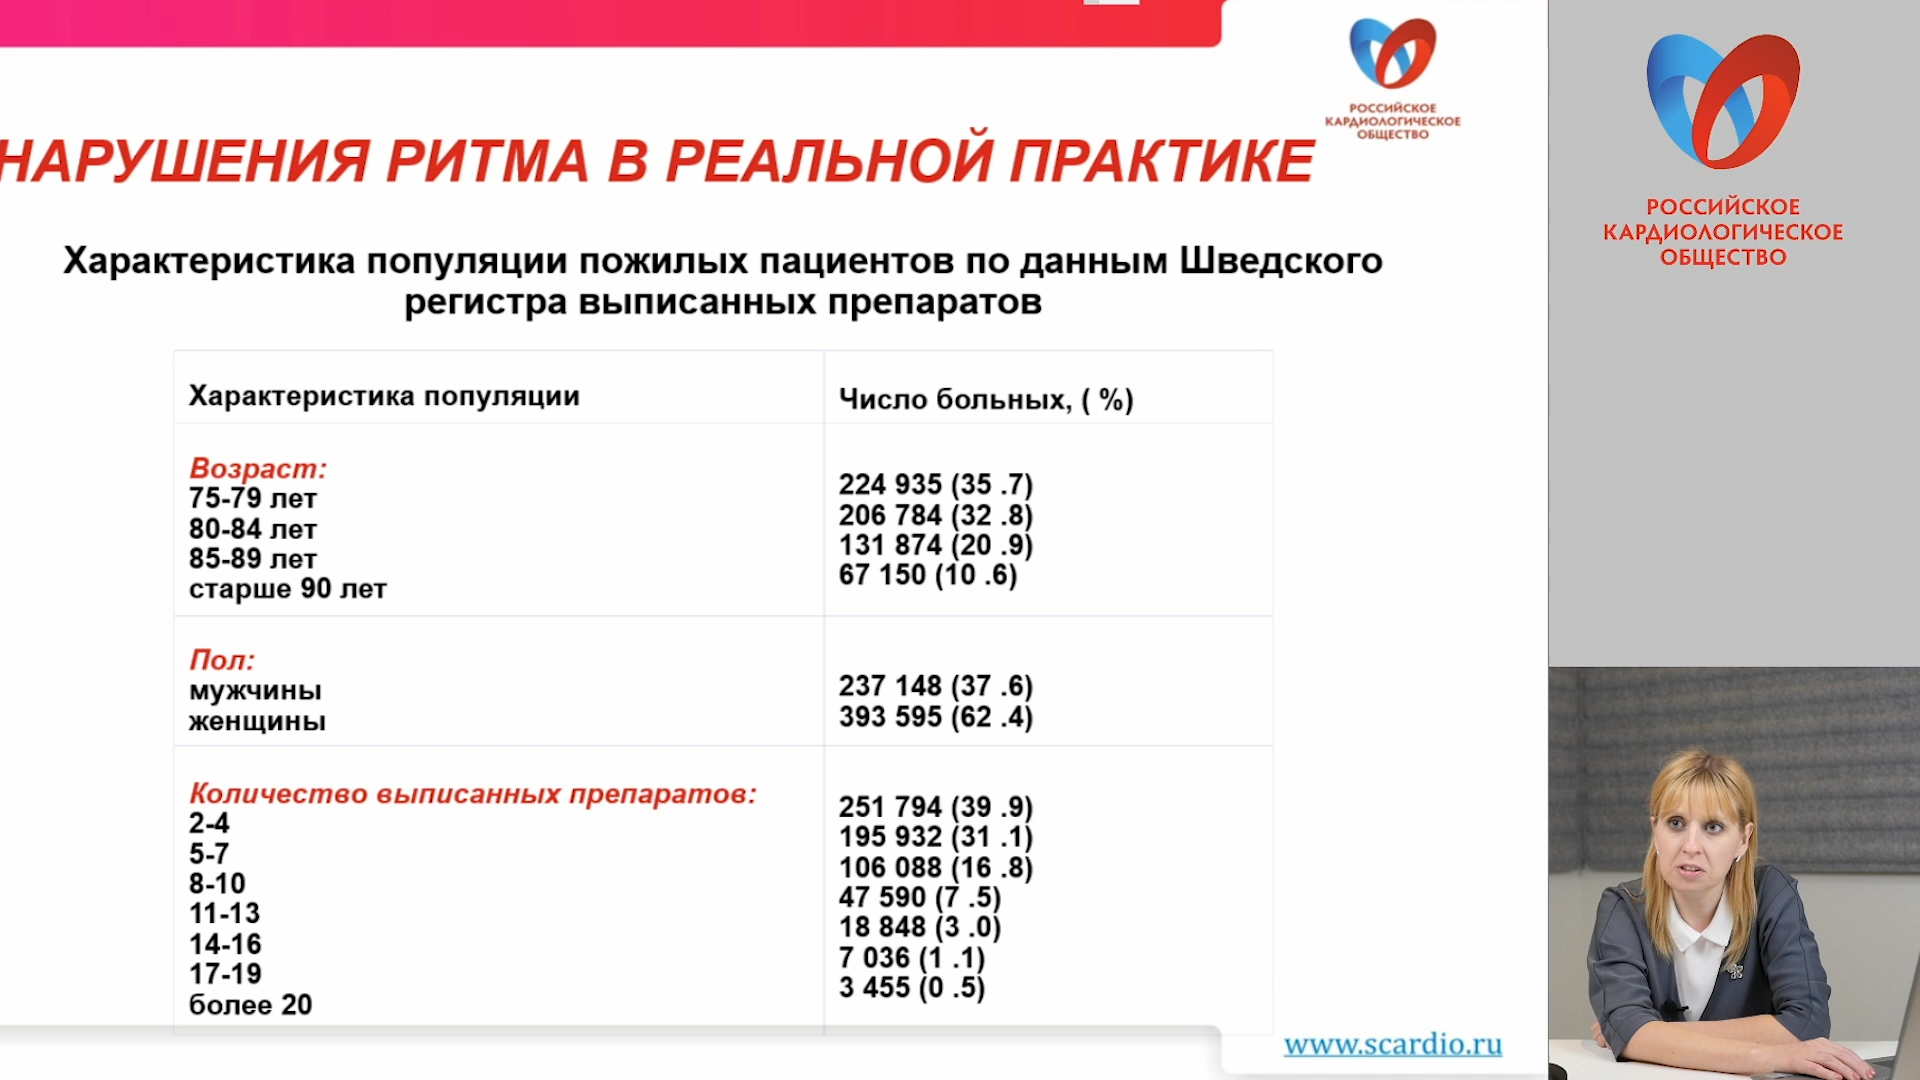 РОССИЙСКОЕ
КАРДИОЛОГИЧЕСКОЕ
ОБЩЕСТВО
НАРУШЕНИЯ РИТМА В РЕАЛЬНОЙ ПРАКТИКЕ
Характеристика популяции пожилых пациентов по данным Шведского
регистра выписанных препаратов
Характеристика популяции
Число больных, ( %)
Возраст:
75-79 лет
80-84 лет
85-89 лет
старше 90 лет
224 935 (35 .7)
206 784 (32 .8)
131 874 (20 .9)
67 150 (10 .6)
Пол:
мужчины
женщины
237 148 (37 .6)
393 595 (62 .4)
Количество выписанных препаратов:
2-4
5-7
8-10
11-13
14-16
17-19
более 20
251 794 (39 .9)
195 932 (31 .1)
106 088 (16 .8)
47 590 (7 .5)
18 848 (3 .0)
7 036 (1 .1)
3 455 (0 .5)
www.scardio.ru
РОССИЙСКОЕ
КАРДИОЛОГИЧЕСКОЕ
ОБЩЕСТВО